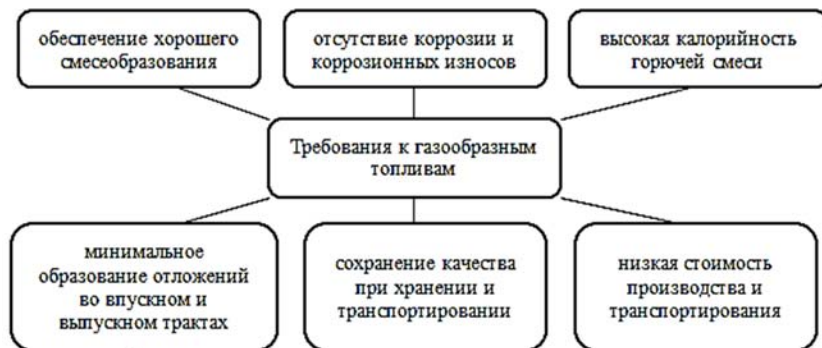 обеспечение хорошего
смесеобразования
отсутствие коррозии и
коррозионных износов
высокая калорийность
горючей смеси
Требования к газообразным
топливам
минимальное
образование отложений
во впускном и
выпускном трактах
сохранение качества
при хранении и
транспортировании
низкая стоимость
производства и
транспортирования